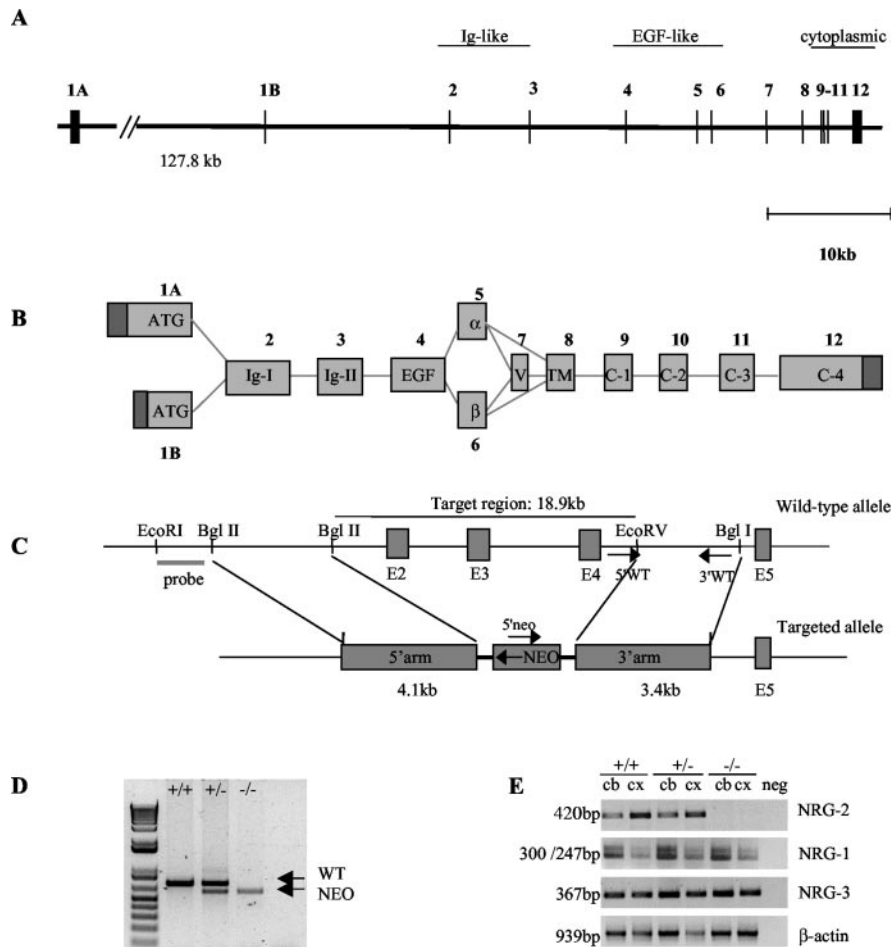 A
Ig-like EGF-like cytoplasmic
1A 1B 2 3 4 5 6 7 8 9-11 12
127.8 kb
10kb
B
1A 5
ATG α
2 3 4 7 8 9 10 11 12
Ig-I Ig-II EGF V TM C-1 C-2 C-3 C-4
ATG β
1B 6
Target region: 18.9kb
Wild-type allele
C
EcoRI Bgl II Bgl II EcoRV Bgl I
probe E2 E3 E4 5'WT 3'WT E5
5'neo
Targeted allele
5'arm NEO 3'arm
4.1kb 3.4kb E5
D
+/+ +/- -/-
WT
NEO
E
+/+ +/- -/-
cb cx cb cx cb cx neg
420bp NRG-2
300 /247bp NRG-1
367bp NRG-3
939bp β-actin